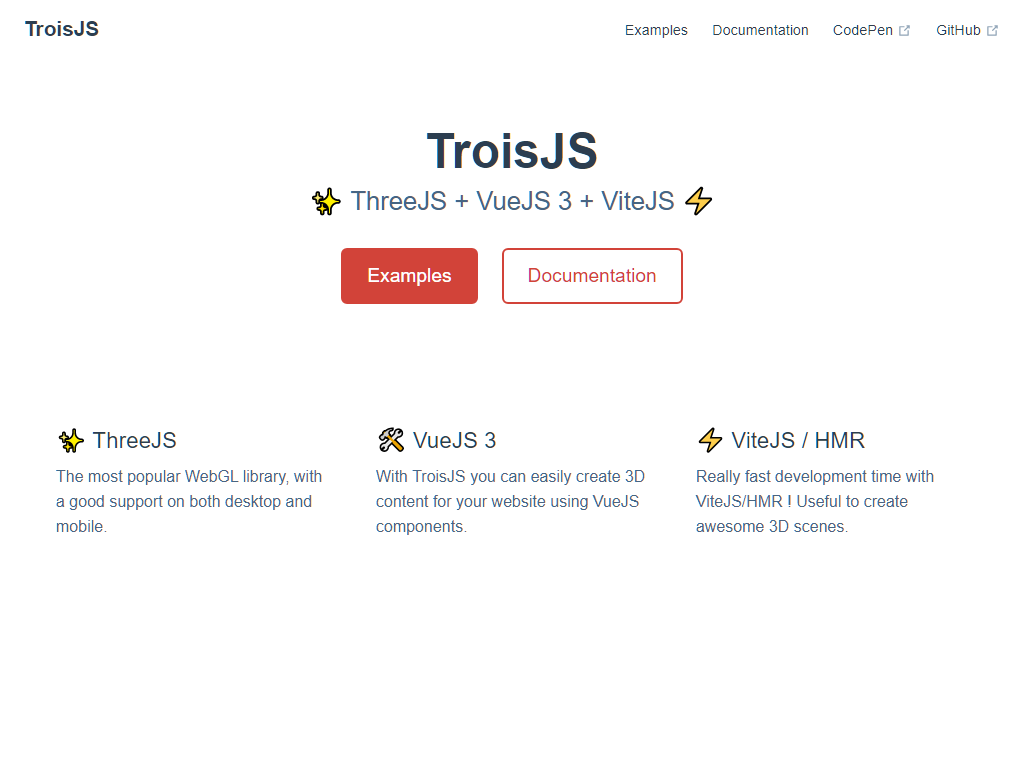 TroisJS
Examples
Documentation
CodePen
GitHub
TroisJS
✨ ThreeJS + VueJS 3 + ViteJS ⚡
Examples
Documentation
✨ ThreeJS
The most popular WebGL library, with
a good support on both desktop and
mobile.
🛠 VueJS 3
With TroisJS you can easily create 3D
content for your website using VueJS
components.
⚡ ViteJS / HMR
Really fast development time with
ViteJS/HMR ! Useful to create
awesome 3D scenes.